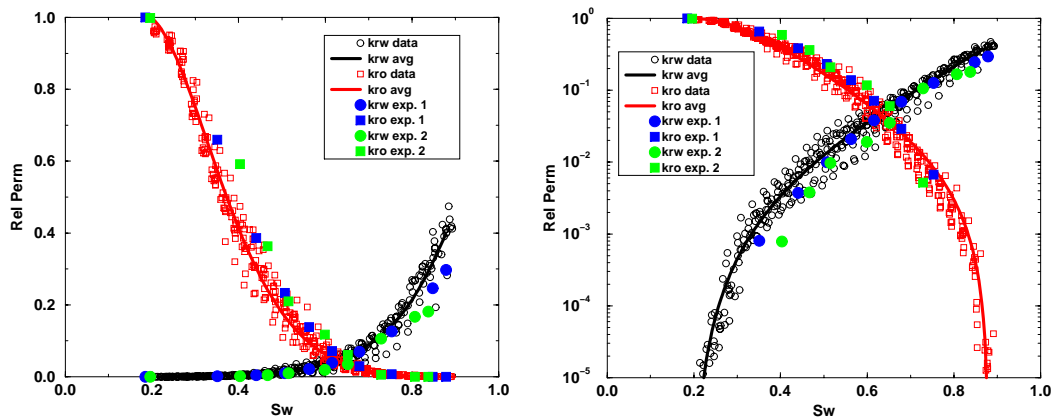 1.0
0.8
0.6
0.4
0.2
0.0
Rel Perm
0.0 0.2 0.4 0.6 0.8 1.0
Sw
krw data
krw avg
kro data
kro avg
krw exp. 1
kro exp. 1
krw exp. 2
kro exp. 2
10^0
10^-1
10^-2
10^-3
10^-4
10^-5
Rel Perm
0.0 0.2 0.4 0.6 0.8 1.0
Sw
krw data
krw avg
kro data
kro avg
krw exp. 1
kro exp. 1
krw exp. 2
kro exp. 2